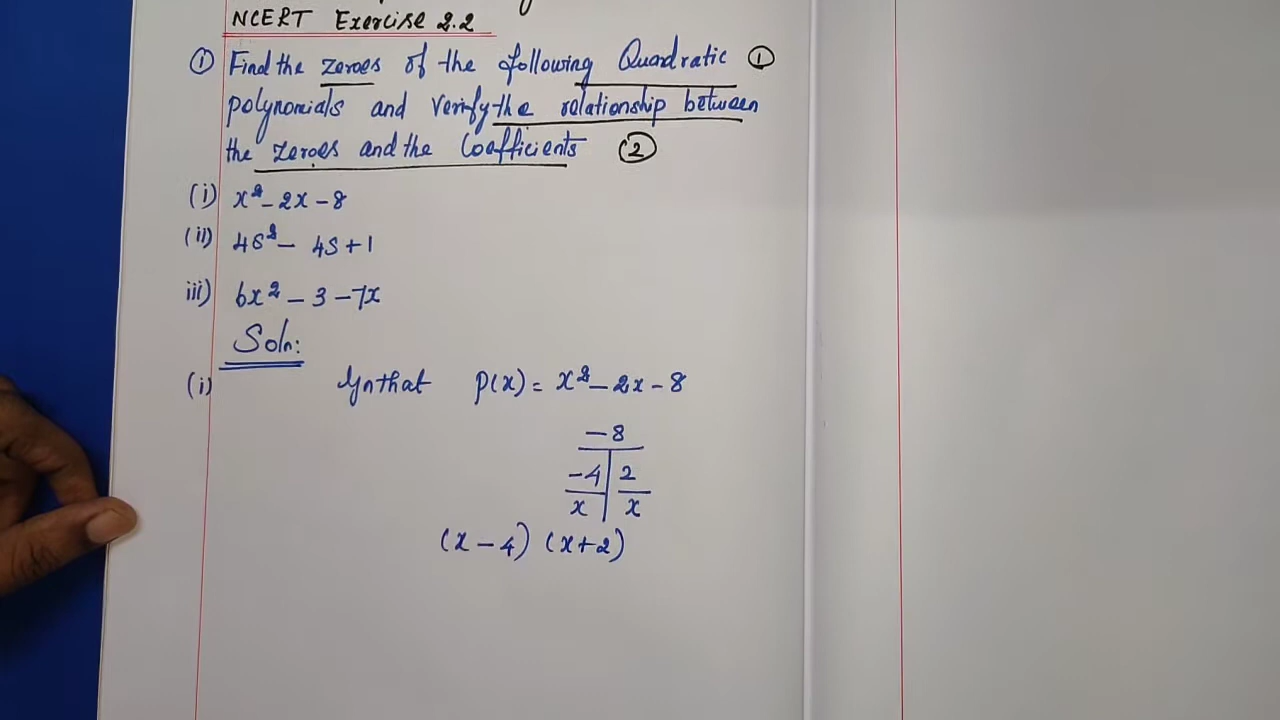 NCERT Exercise 2.2
① Find the zeroes of the following Quadratic ①
polynomials and verify the relationship between
the zeroes and the Coefficients ②
(i) x² - 2x - 8
(ii) 4s² - 4s + 1
iii) 6x² - 3 - 7x
Soln:
(i) Gn that P(x) = x² - 2x - 8
-8
-4 | 2
x | x
(x - 4) (x + 2)